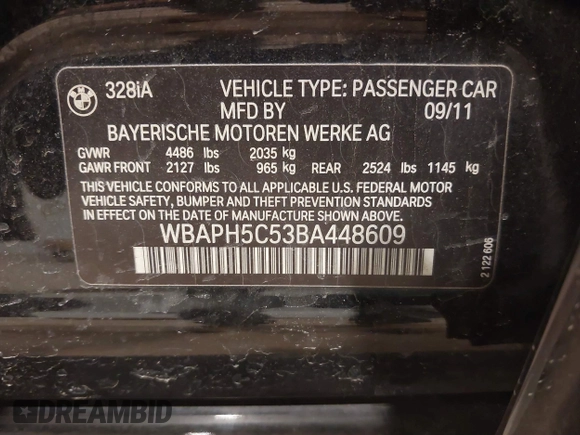 BMW
328iA VEHICLE TYPE: PASSENGER CAR
MFD BY 09/11
BAYERISCHE MOTOREN WERKE AG
GVWR 4486 lbs 2035 kg
GAWR FRONT 2127 lbs 965 kg REAR 2524 lbs 1145 kg
THIS VEHICLE CONFORMS TO ALL APPLICABLE U.S. FEDERAL MOTOR
VEHICLE SAFETY, BUMPER AND THEFT PREVENTION STANDARDS
IN EFFECT ON THE DATE OF MANUFACTURE SHOWN ABOVE.
WBAPH5C53BA448609
2 122 606
DREAMBID